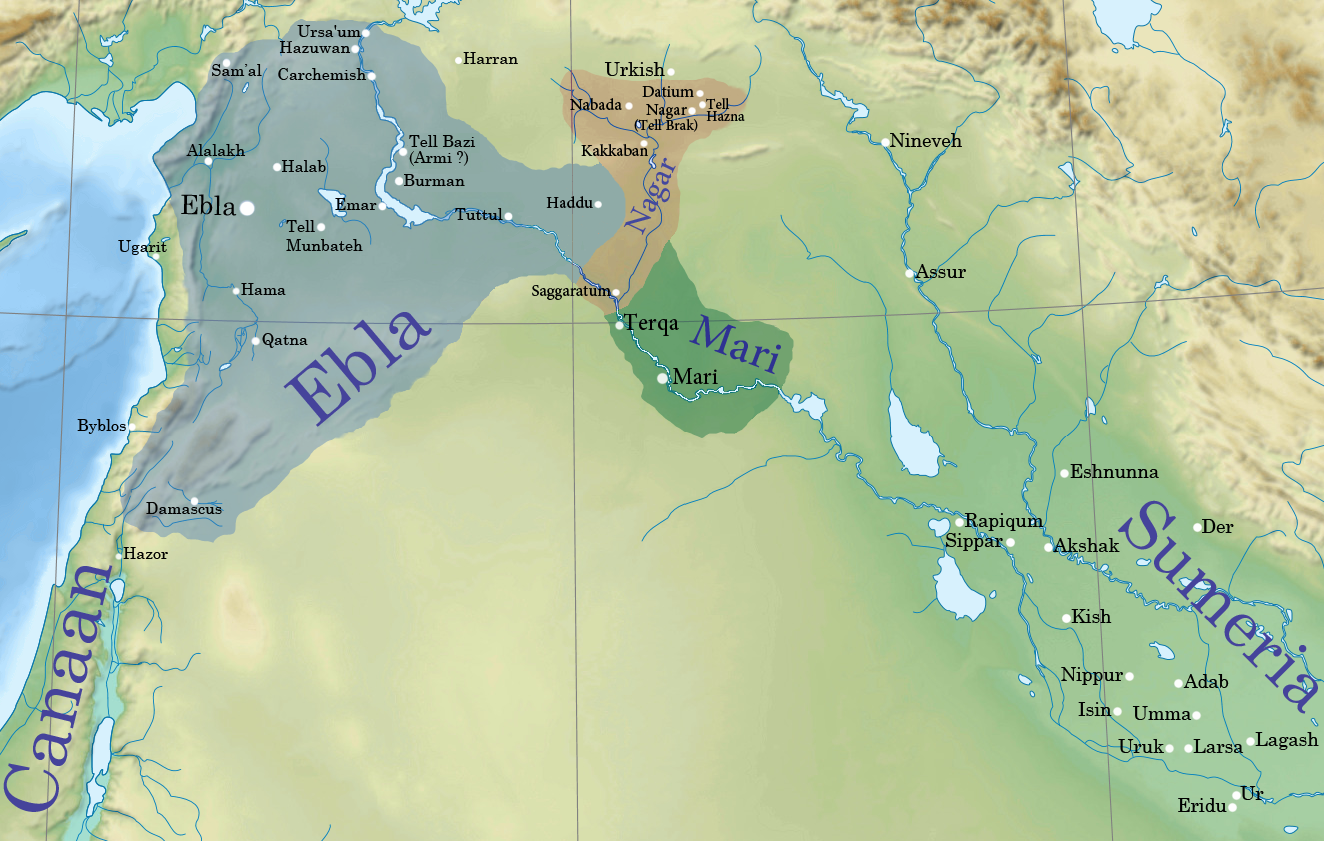 Ursa'um
Hazuwan
Harran
Sam'al
Carchemish
Urkish
Datium
Nabada
Nagar
(Tell Brak)
Tell
Hazna
Kakkaban
Nineveh
Tell Bazi
(Armi ?)
Alalakh
Halab
Burman
Ebla
Emar
Tuttul
Haddu
Nagar
Tell
Munbateh
Ugarit
Assur
Hama
Saggaratum
Terqa
Mari
Qatna
Ebla
Mari
Byblos
Eshnunna
Damascus
Rapiqum
Der
Sippar
Akshak
Hazor
Sumeria
Canaan
Kish
Nippur
Adab
Isin
Umma
Uruk
Larsa
Lagash
Ur
Eridu